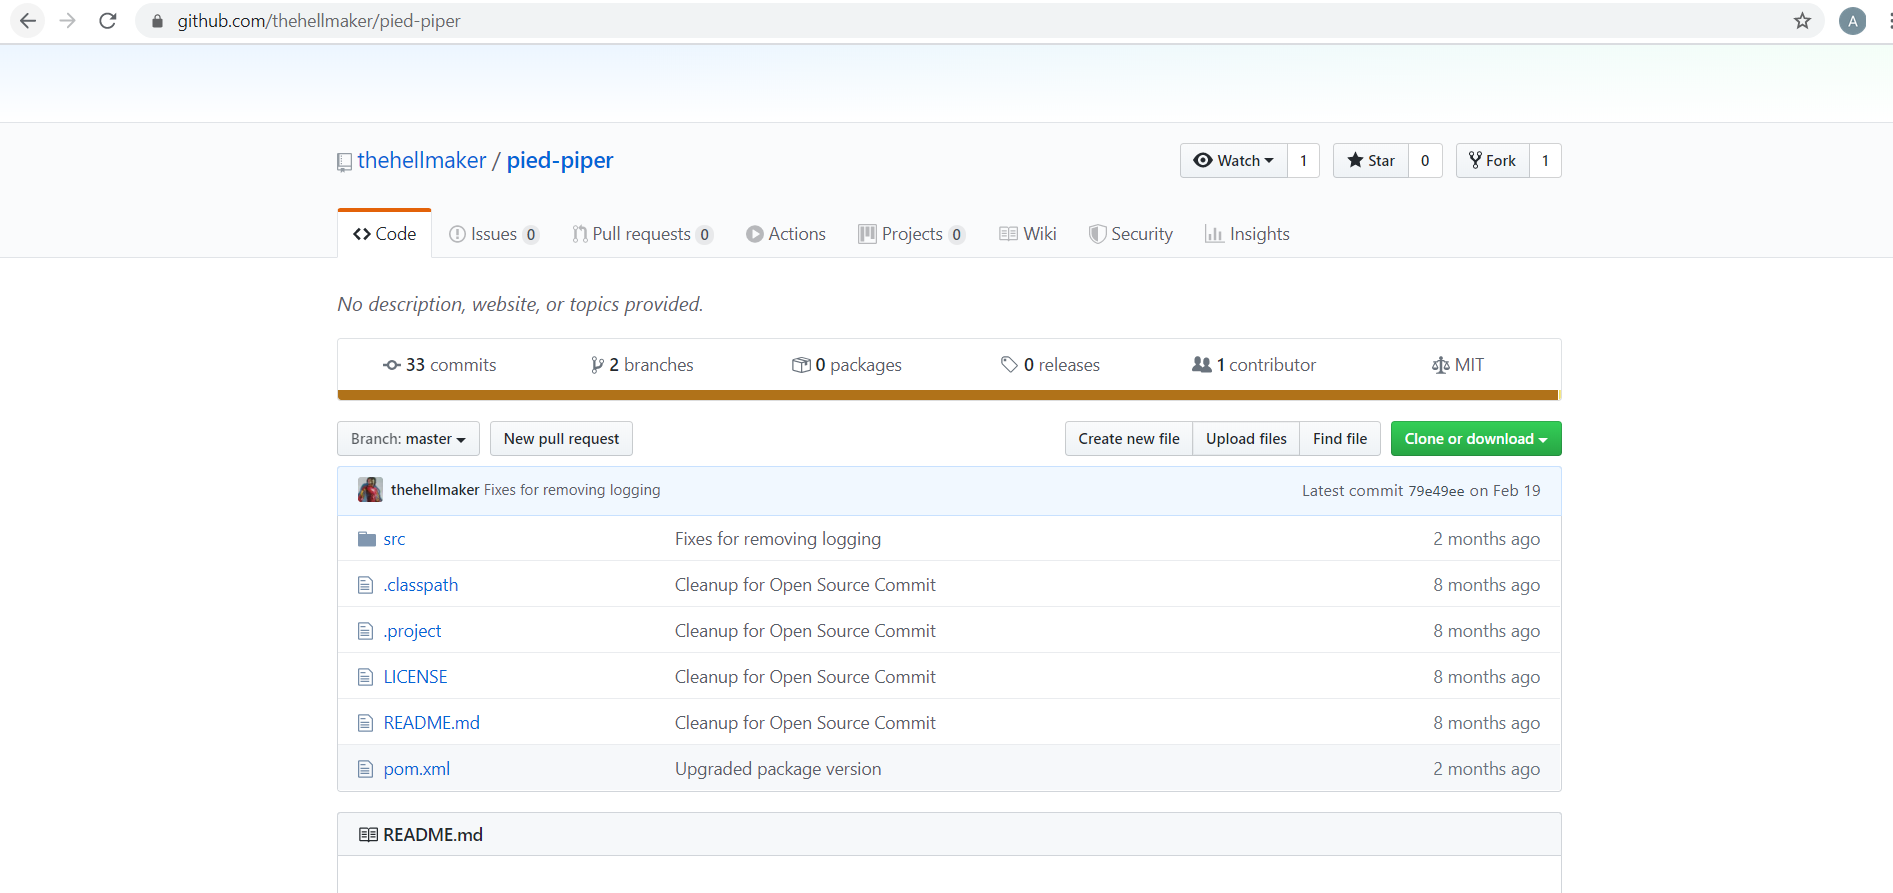 github.com/thehellmaker/pied-piper
A
thehellmaker / pied-piper
Watch 1 Star 0 Fork 1
Code Issues 0 Pull requests 0 Actions Projects 0 Wiki Security Insights
No description, website, or topics provided.
33 commits 2 branches 0 packages 0 releases 1 contributor MIT
Branch: master New pull request Create new file Upload files Find file Clone or download
thehellmaker Fixes for removing logging Latest commit 79e49ee on Feb 19
src Fixes for removing logging 2 months ago
.classpath Cleanup for Open Source Commit 8 months ago
.project Cleanup for Open Source Commit 8 months ago
LICENSE Cleanup for Open Source Commit 8 months ago
README.md Cleanup for Open Source Commit 8 months ago
pom.xml Upgraded package version 2 months ago
README.md